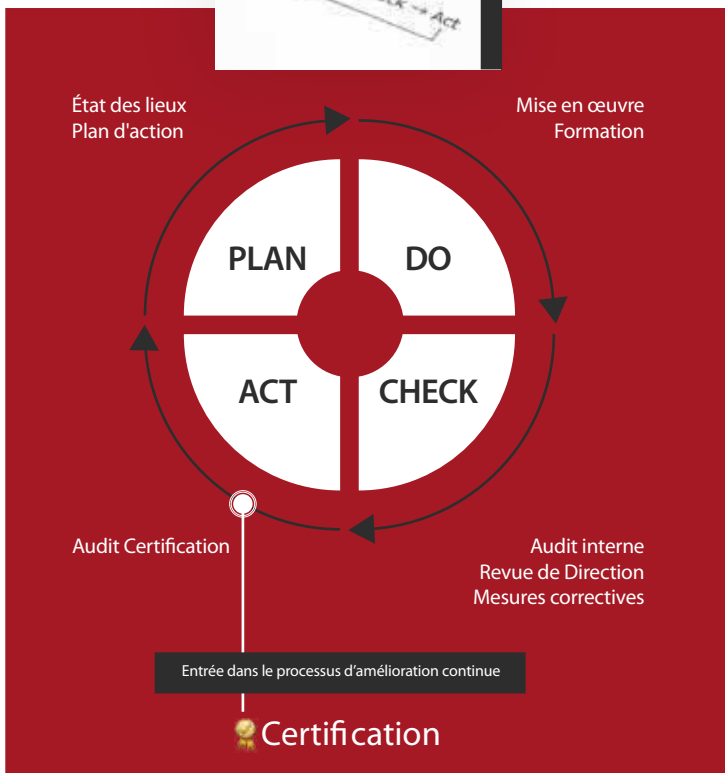 → Act
État des lieux
Plan d'action
Mise en œuvre
Formation
PLAN
DO
ACT
CHECK
Audit Certification
Audit interne
Revue de Direction
Mesures correctives
Entrée dans le processus d’amélioration continue
Certification